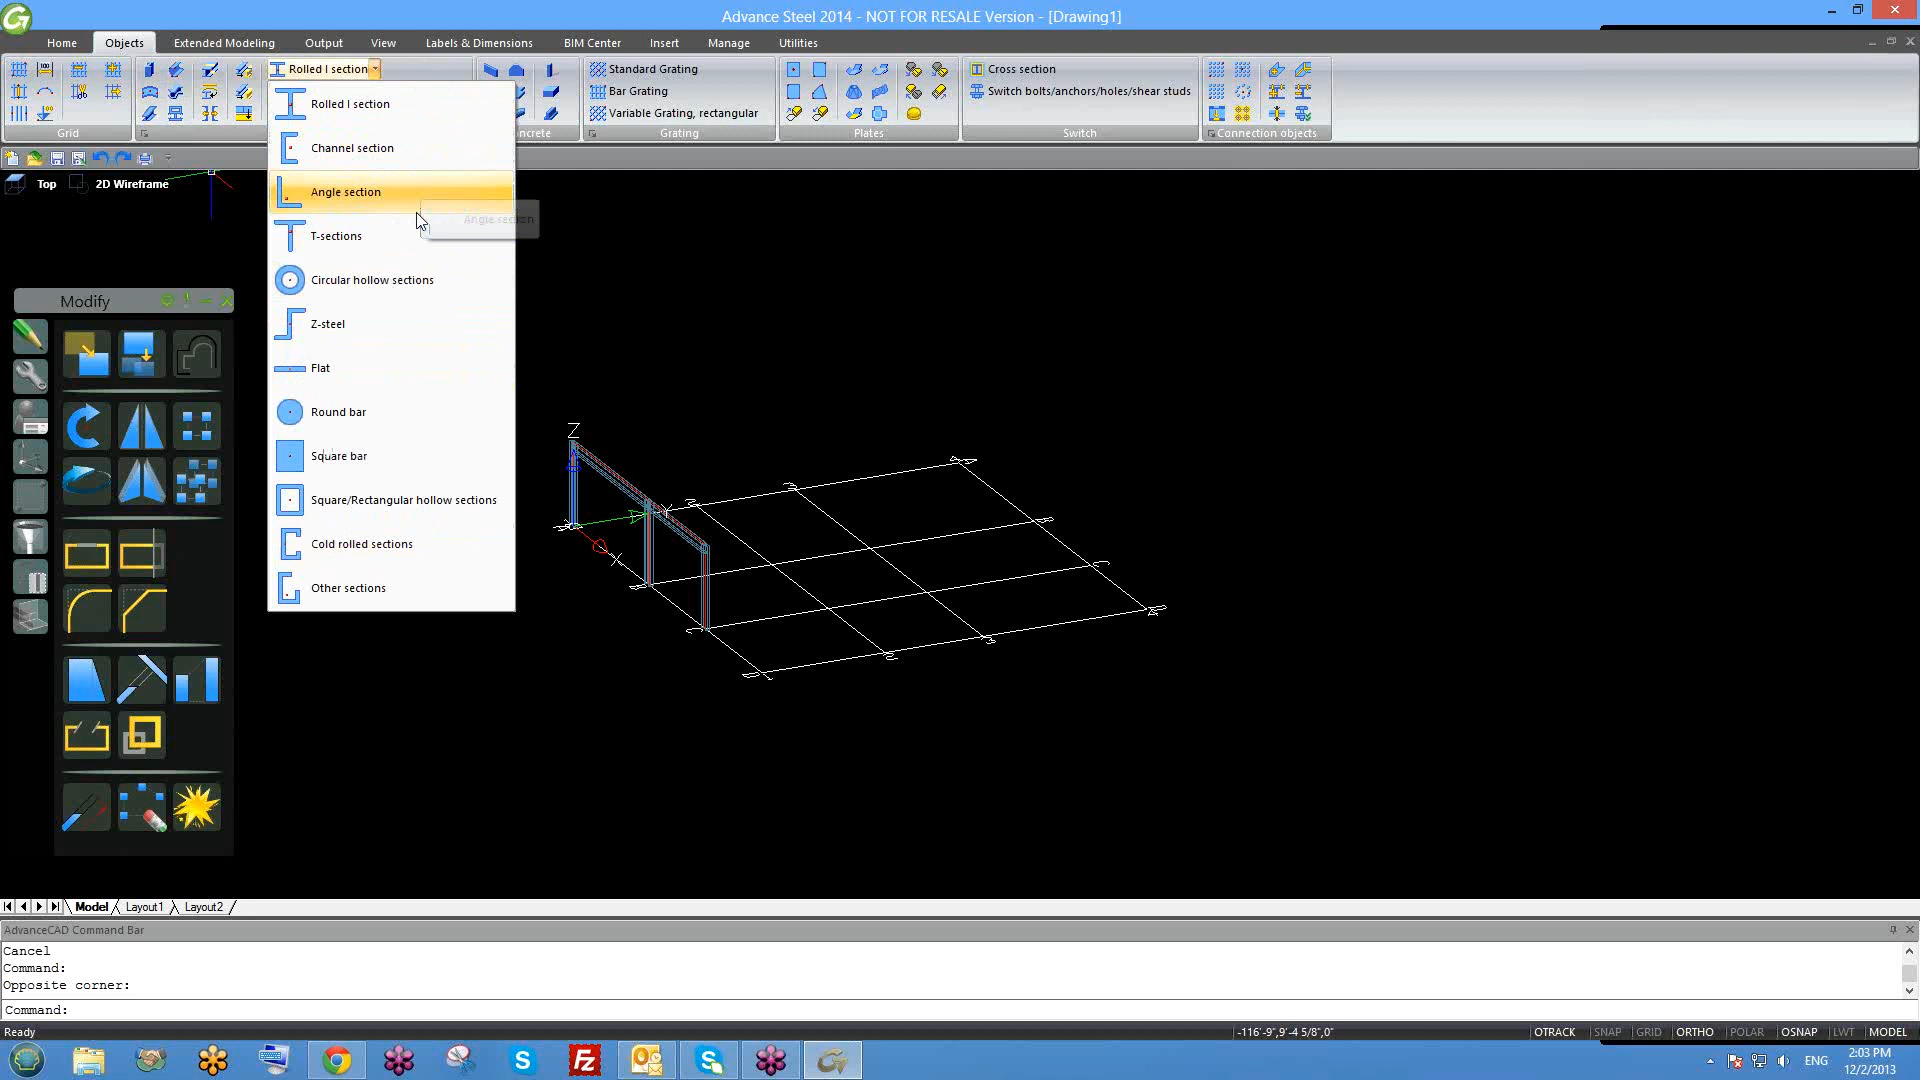 Advance Steel 2014 - NOT FOR RESALE Version - [Drawing1]
Home
Objects
Extended Modeling
Output
View
Labels & Dimensions
BIM Center
Insert
Manage
Utilities
Rolled I section
Standard Grating
Bar Grating
Variable Grating, rectangular
Cross section
Switch bolts/anchors/holes/shear studs
Grid
Grating
Plates
Switch
Connection objects
Top
2D Wireframe
Rolled I section
Channel section
Angle section
Angle section
T-sections
Circular hollow sections
Z-steel
Flat
Round bar
Square bar
Square/Rectangular hollow sections
Cold rolled sections
Other sections
Modify
Z
X
Model
Layout1
Layout2
AdvanceCAD Command Bar
Cancel
Command:
Opposite corner:
Command:
Ready
-116'-9",9'-4 5/8",0"
OTRACK
SNAP
GRID
ORTHO
POLAR
OSNAP
LWT
MODEL
ENG
2:03 PM
12/2/2013